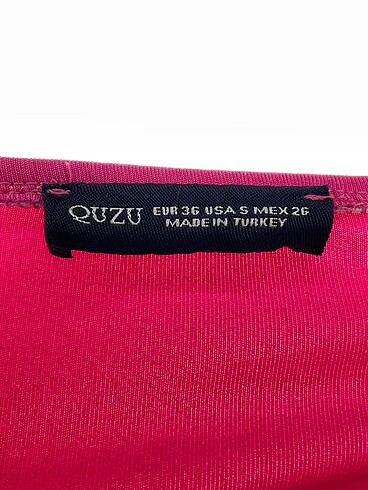 QUZU EUR 36 USA S MEX 26
MADE IN TURKEY